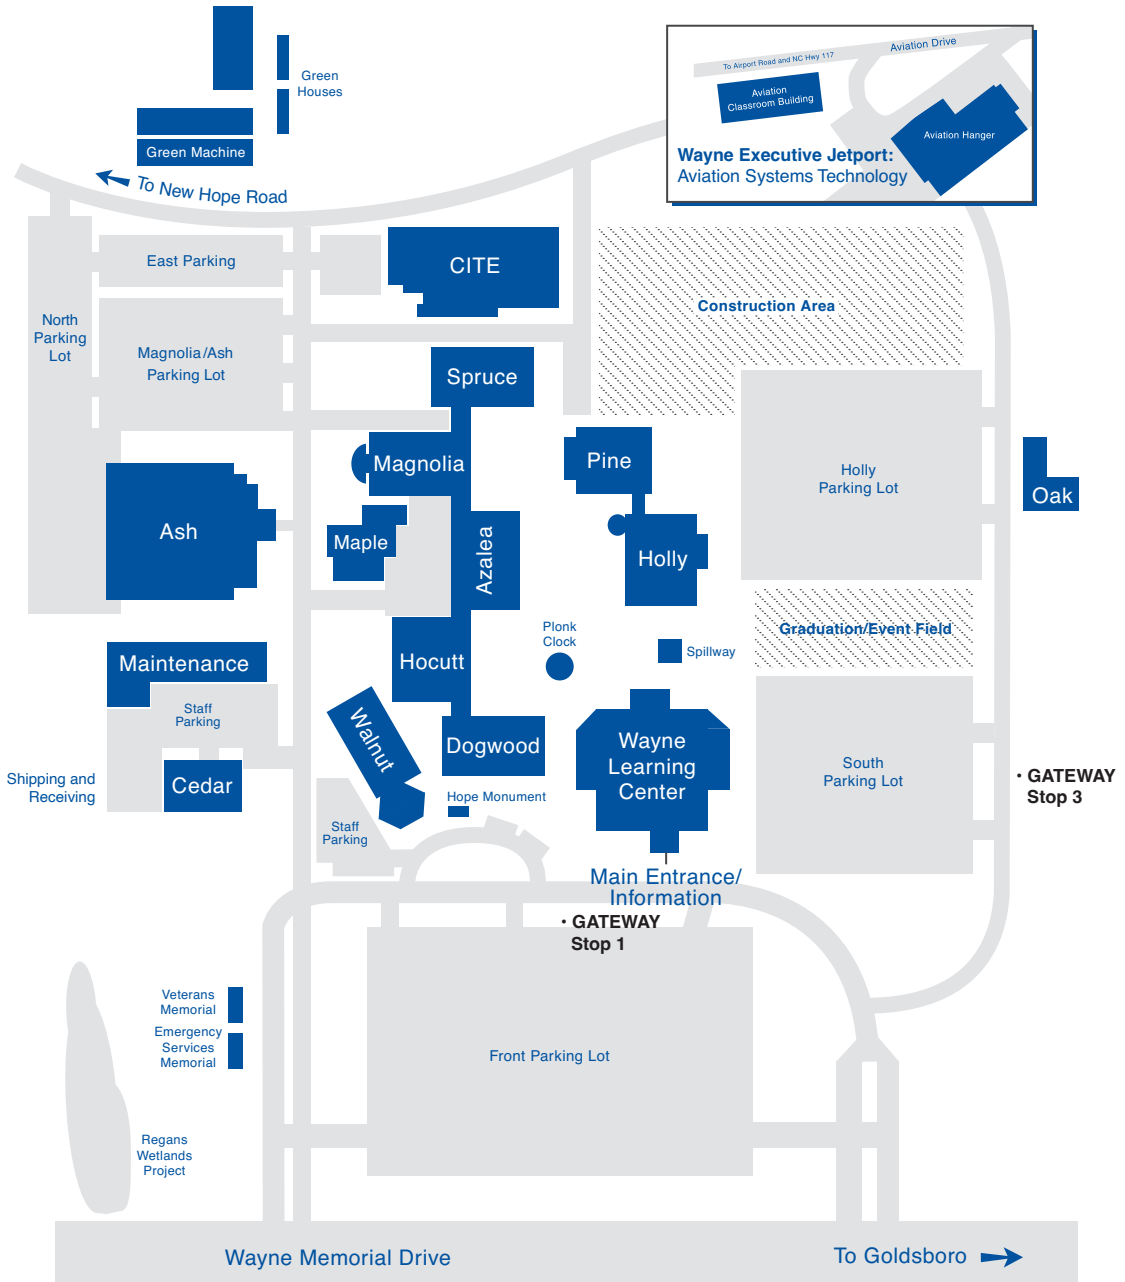 Green
Houses
Green Machine
To New Hope Road
To Airport Road and NC Hwy 117
Aviation Drive
Aviation
Classroom Building
Aviation Hanger
Wayne Executive Jetport:
Aviation Systems Technology
East Parking
CITE
Construction Area
North
Parking
Lot
Magnolia/Ash
Parking Lot
Spruce
Magnolia
Pine
Holly
Parking Lot
Oak
Ash
Maple
Azalea
Holly
Plonk
Clock
Graduation/Event Field
Spillway
Maintenance
Hocutt
Staff
Parking
Walnut
Dogwood
Wayne
Learning
Center
South
Parking Lot
• GATEWAY
Stop 3
Shipping and
Receiving
Cedar
Hope Monument
Staff
Parking
Main Entrance/
Information
• GATEWAY
Stop 1
Veterans
Memorial
Emergency
Services
Memorial
Front Parking Lot
Regans
Wetlands
Project
Wayne Memorial Drive
To Goldsboro